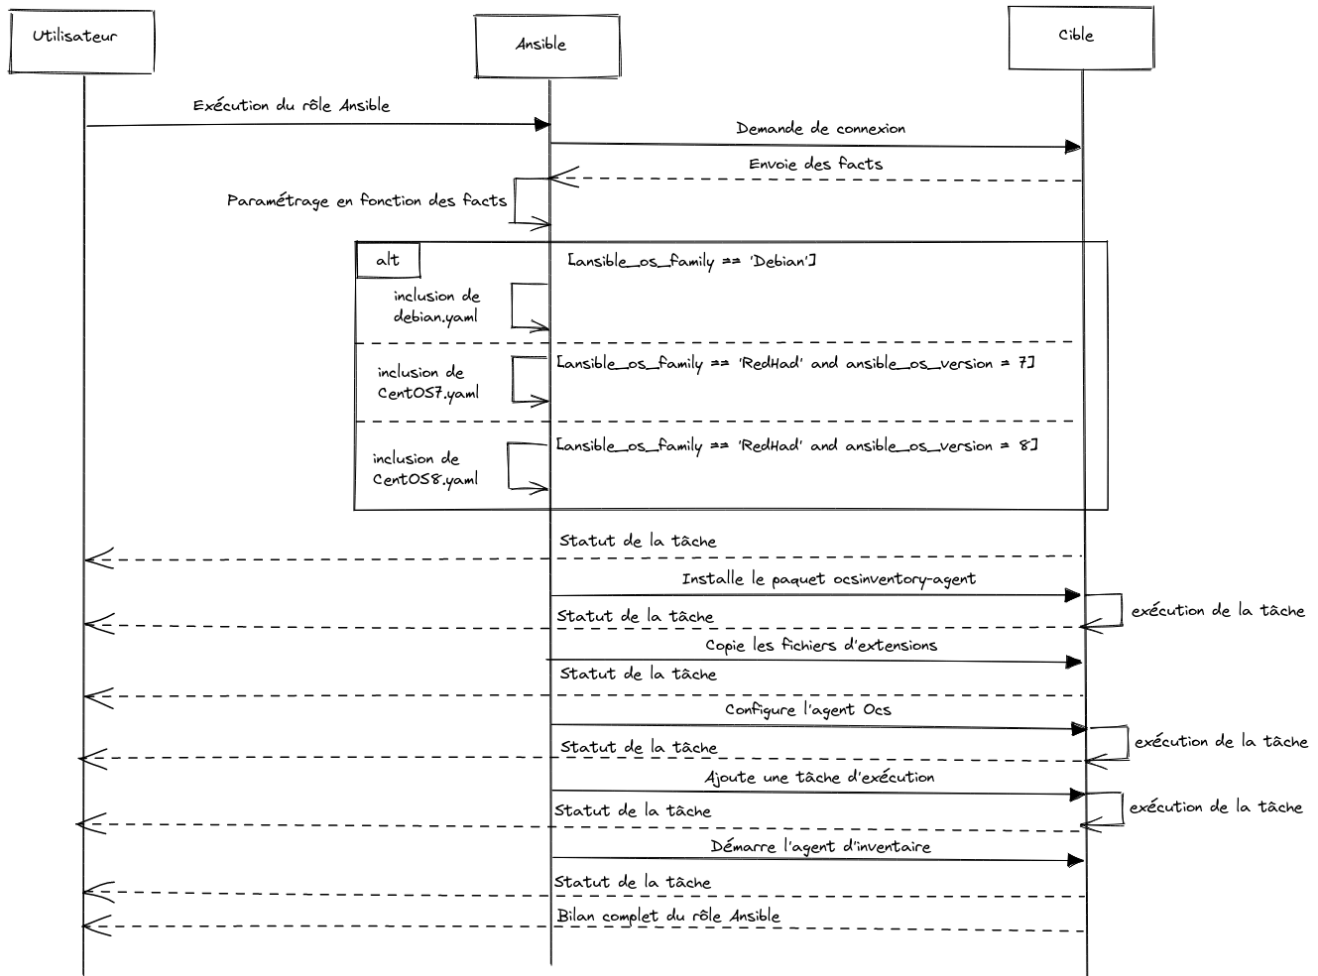 Utilisateur
Ansible
Cible
Exécution du rôle Ansible
Demande de connexion
Envoie des facts
Paramétrage en fonction des facts
alt
[ansible_os_family == 'Debian']
inclusion de
debian.yaml
[ansible_os_family == 'RedHad' and ansible_os_version = 7]
inclusion de
CentOS7.yaml
[ansible_os_family == 'RedHad' and ansible_os_version = 8]
inclusion de
CentOS8.yaml
Statut de la tâche
Installe le paquet ocsinventory-agent
exécution de la tâche
Statut de la tâche
Copie les fichiers d'extensions
Statut de la tâche
Configure l'agent Ocs
exécution de la tâche
Statut de la tâche
Ajoute une tâche d'exécution
exécution de la tâche
Statut de la tâche
Démarre l'agent d'inventaire
Statut de la tâche
Bilan complet du rôle Ansible